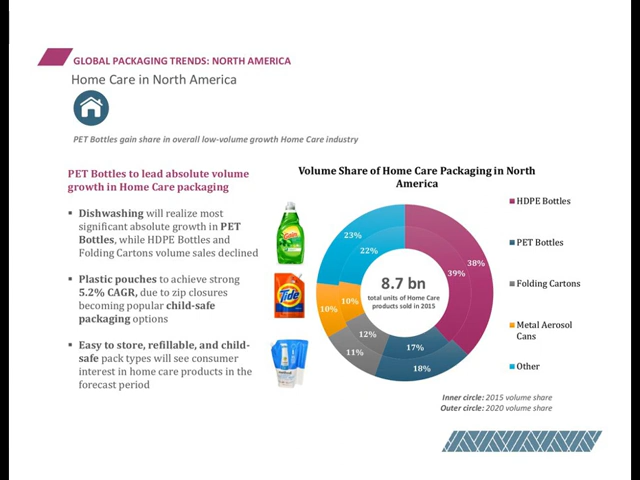 GLOBAL PACKAGING TRENDS: NORTH AMERICA
Home Care in North America
PET Bottles gain share in overall low-volume growth Home Care industry
PET Bottles to lead absolute volume
growth in Home Care packaging
▪ Dishwashing will realize most
significant absolute growth in PET
Bottles, while HDPE Bottles and
Folding Cartons volume sales declined
▪ Plastic pouches to achieve strong
5.2% CAGR, due to zip closures
becoming popular child-safe
packaging options
▪ Easy to store, refillable, and child-
safe pack types will see consumer
interest in home care products in the
forecast period
Gain
Tide
Volume Share of Home Care Packaging in North
America
23%
22%
38%
39%
10%
10%
12%
11%
17%
18%
8.7 bn
total units of Home Care
products sold in 2015
HDPE Bottles
PET Bottles
Folding Cartons
Metal Aerosol
Cans
Other
Inner circle: 2015 volume share
Outer circle: 2020 volume share